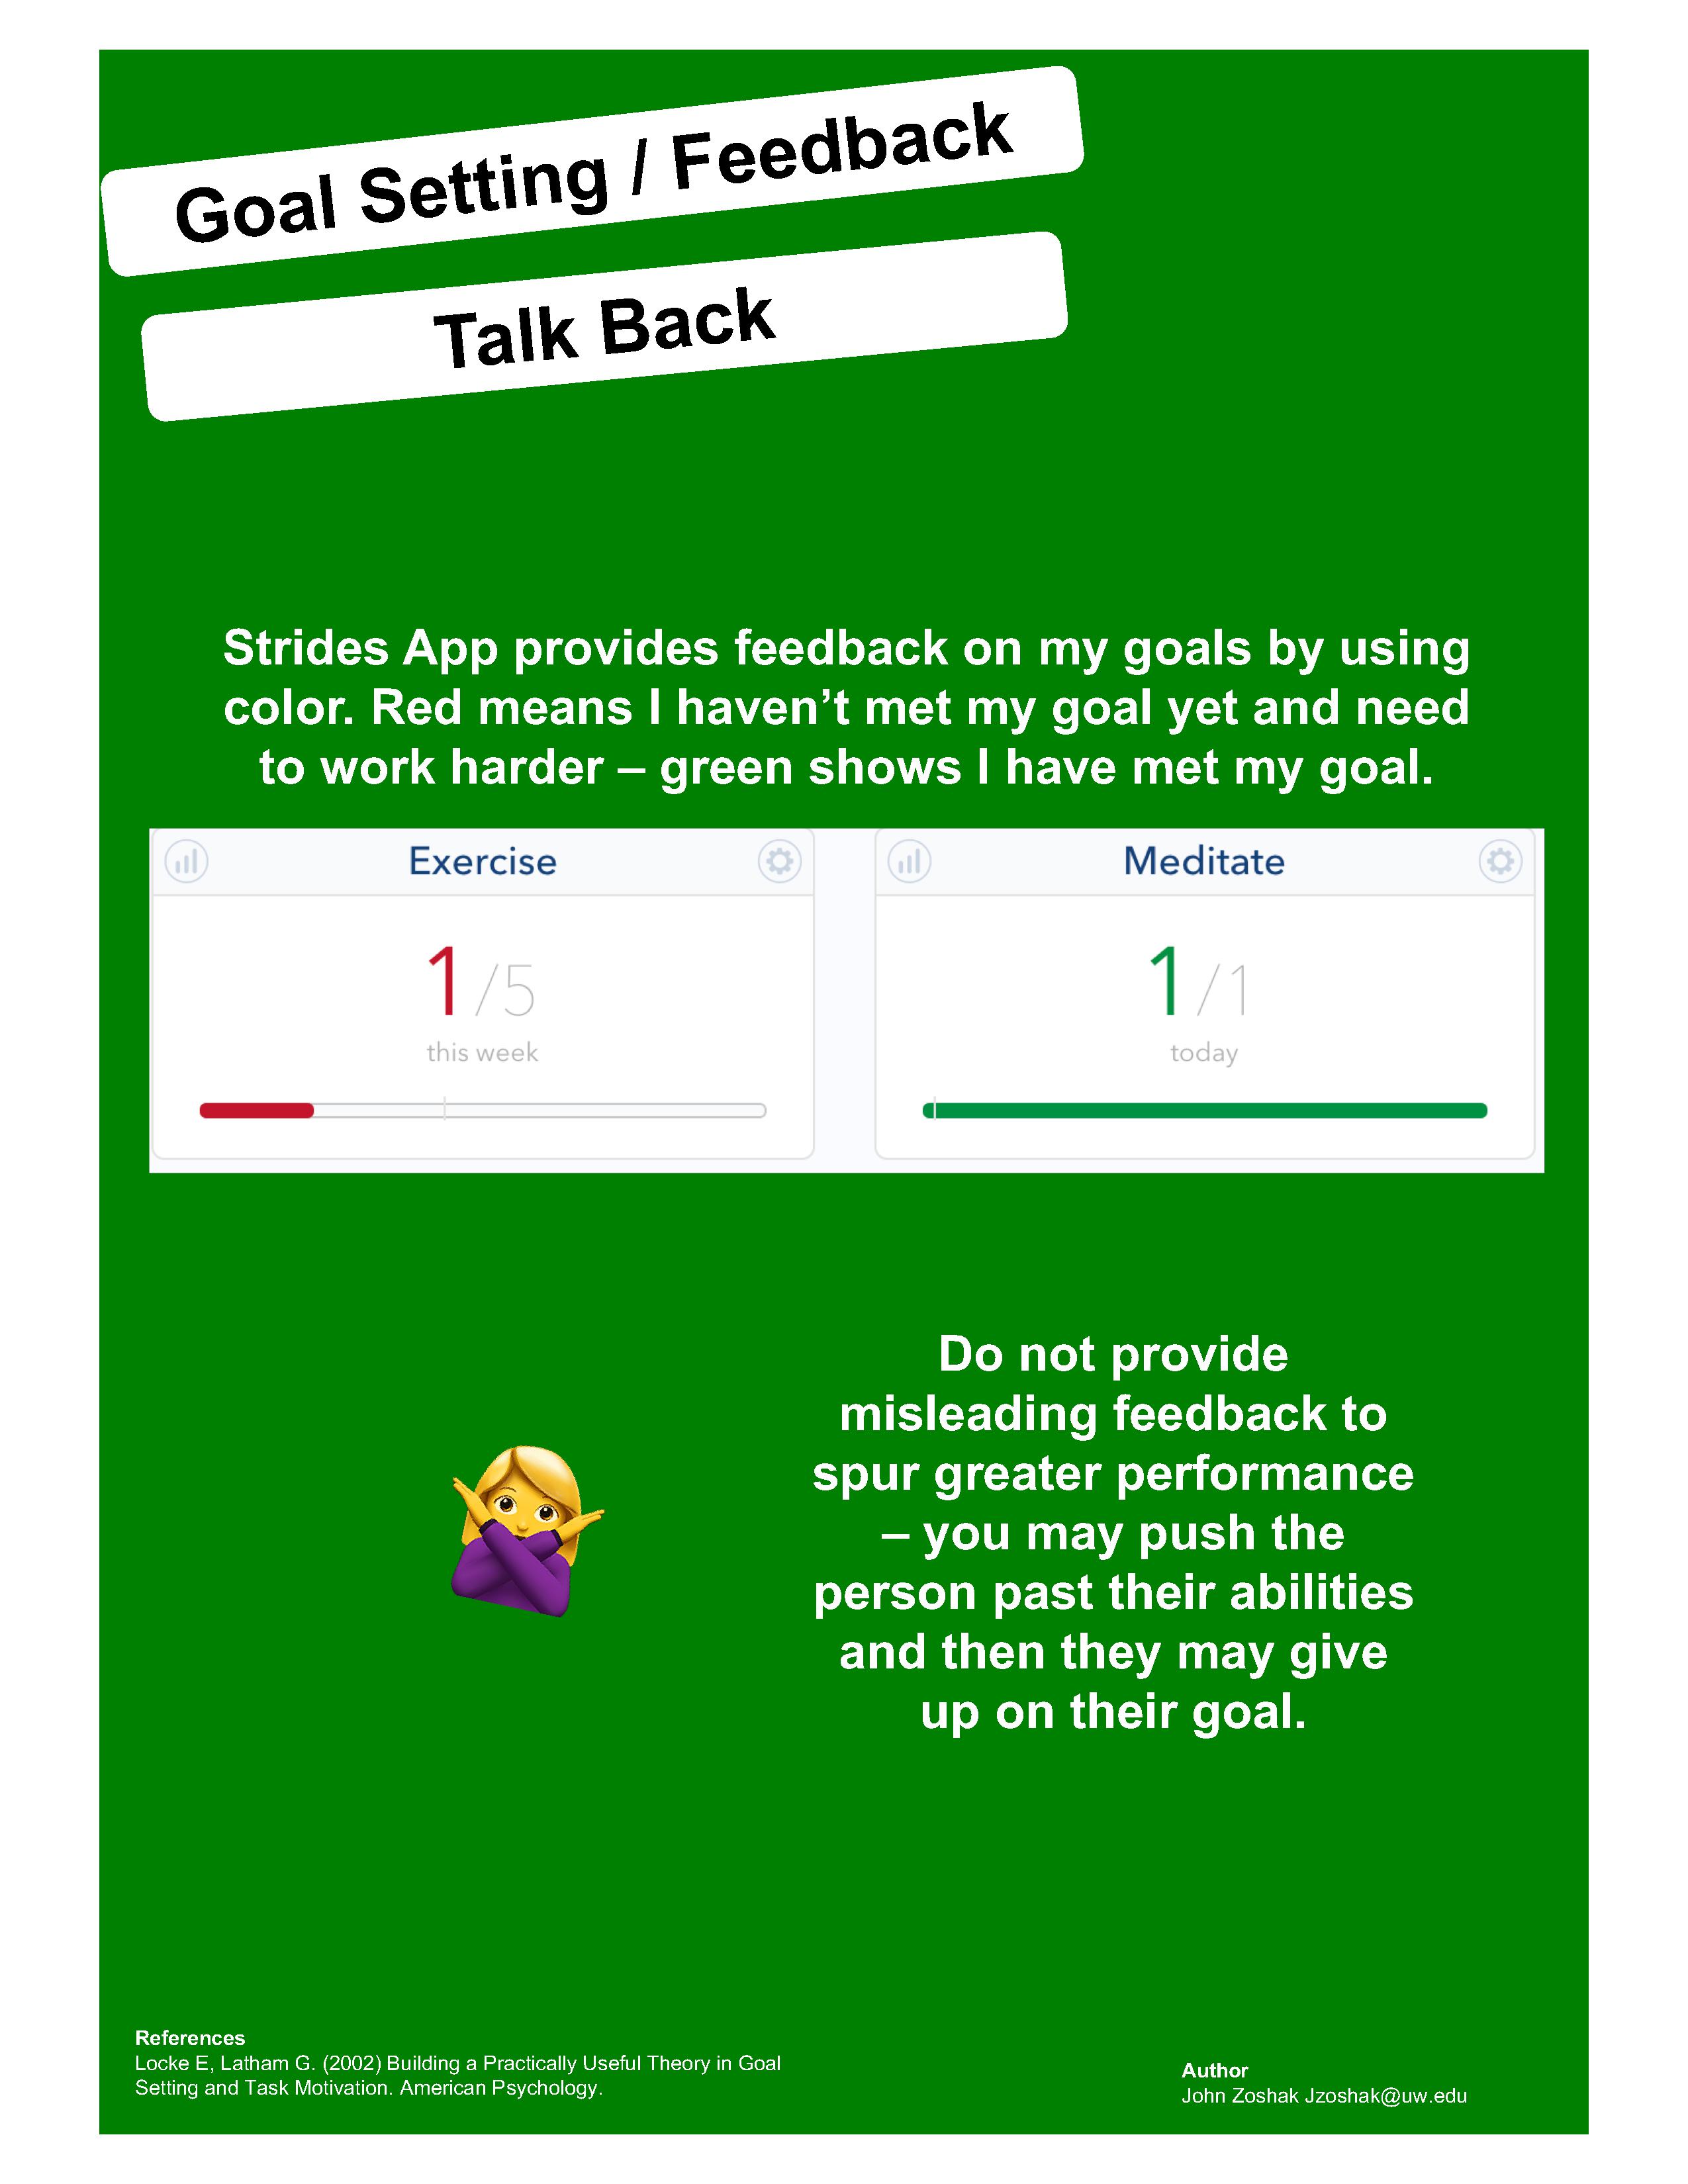 Goal Setting / Feedback
Talk Back
Strides App provides feedback on my goals by using
color. Red means I haven’t met my goal yet and need
to work harder – green shows I have met my goal.
Exercise
Meditate
1/5
1/1
this week
today
Do not provide
misleading feedback to
spur greater performance
– you may push the
person past their abilities
and then they may give
up on their goal.
References
Locke E, Latham G. (2002) Building a Practically Useful Theory in Goal
Setting and Task Motivation. American Psychology.
Author
John Zoshak Jzoshak@uw.edu